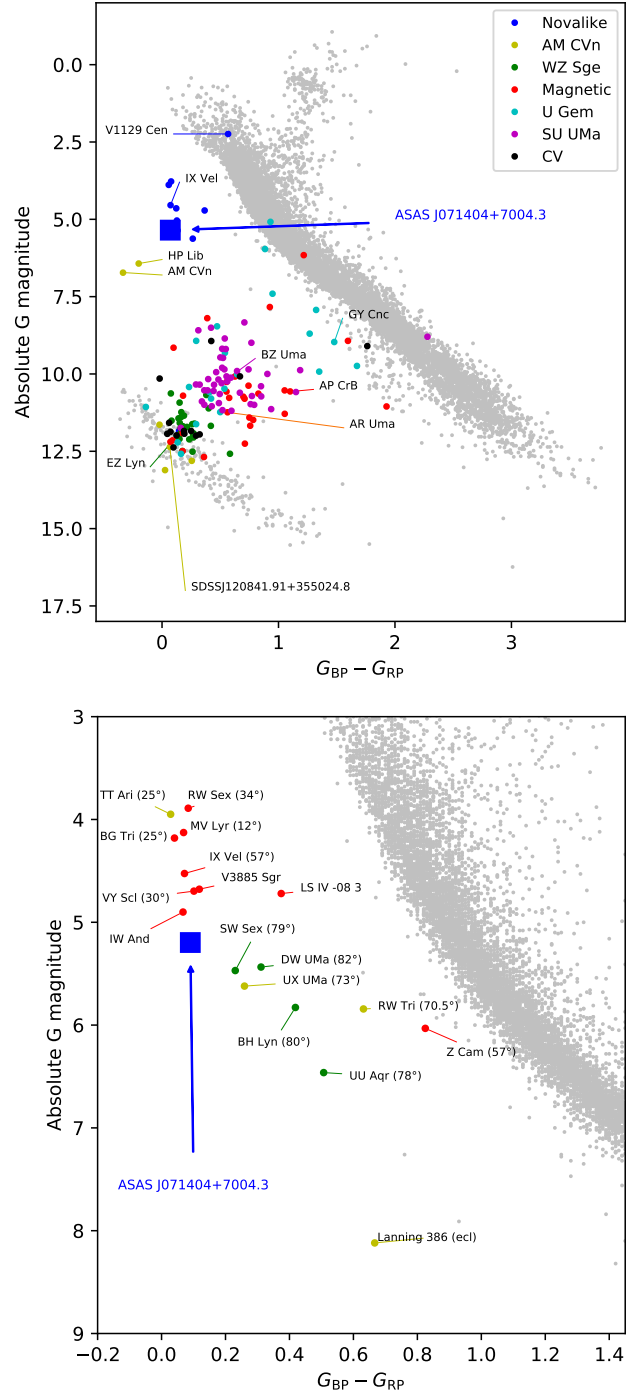 0.0
2.5
5.0
7.5
10.0
12.5
15.0
17.5
Absolute G magnitude
Novalike
AM CVn
WZ Sge
Magnetic
U Gem
SU UMa
CV
V1129 Cen
IX Vel
ASAS J071404+7004.3
HP Lib
AM CVn
GY Cnc
BZ Uma
AP CrB
AR Uma
EZ Lyn
SDSSJ120841.91+355024.8
0 1 2 3
G_BP − G_RP
3
4
5
6
7
8
9
Absolute G magnitude
TT Ari (25°)
RW Sex (34°)
BG Tri (25°)
MV Lyr (12°)
IX Vel (57°)
V3885 Sgr
VY Scl (30°)
LS IV -08 3
IW And
SW Sex (79°)
DW UMa (82°)
UX UMa (73°)
RW Tri (70.5°)
BH Lyn (80°)
Z Cam (57°)
UU Aqr (78°)
ASAS J071404+7004.3
Lanning 386 (ecl)
−0.2 0.0 0.2 0.4 0.6 0.8 1.0 1.2 1.4
G_BP − G_RP